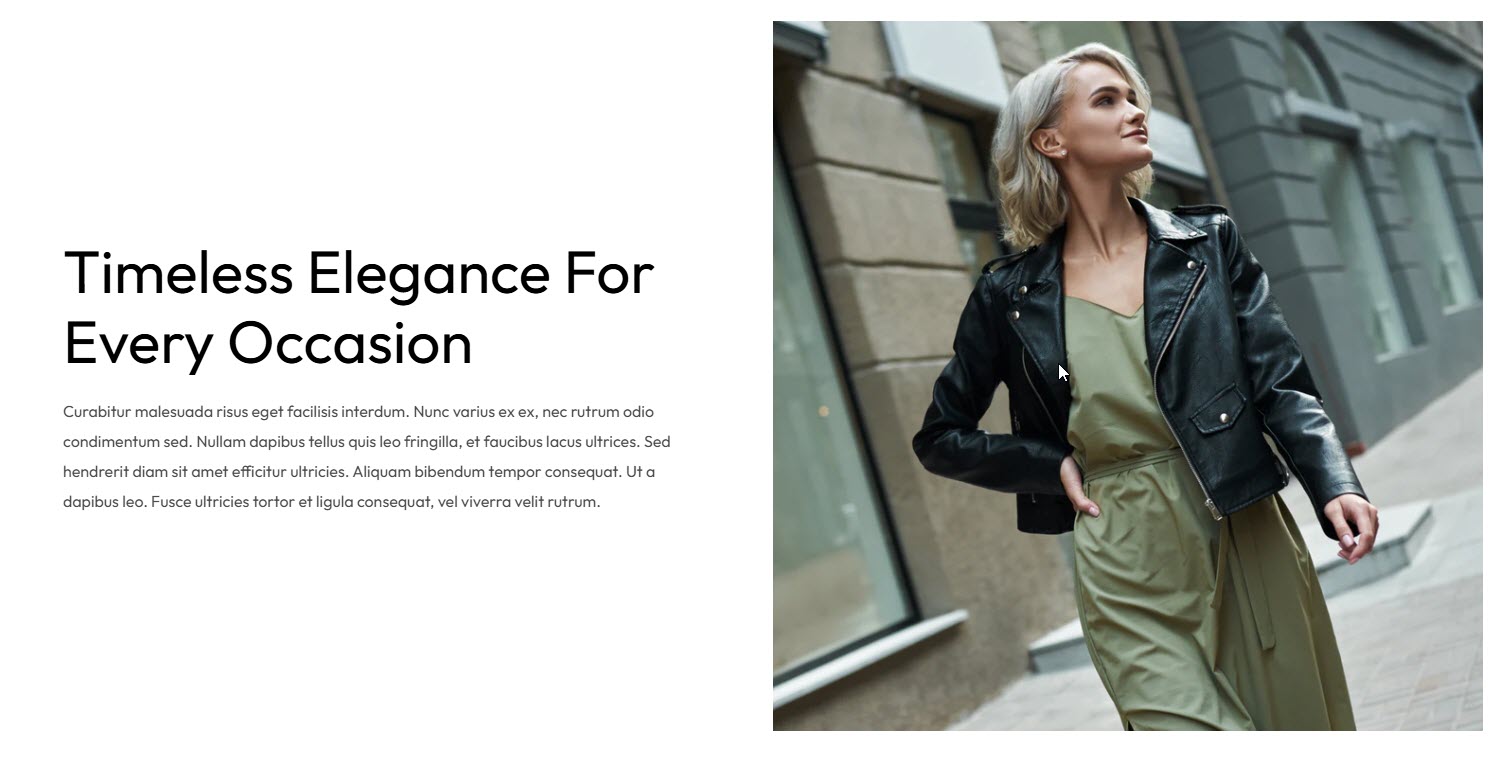 Timeless Elegance For
Every Occasion
Curabitur malesuada risus eget facilisis interdum. Nunc varius ex ex, nec rutrum odio
condimentum sed. Nullam dapibus tellus quis leo fringilla, et faucibus lacus ultrices. Sed
hendrerit diam sit amet efficitur ultricies. Aliquam bibendum tempor consequat. Ut a
dapibus leo. Fusce ultricies tortor et ligula consequat, vel viverra velit rutrum.